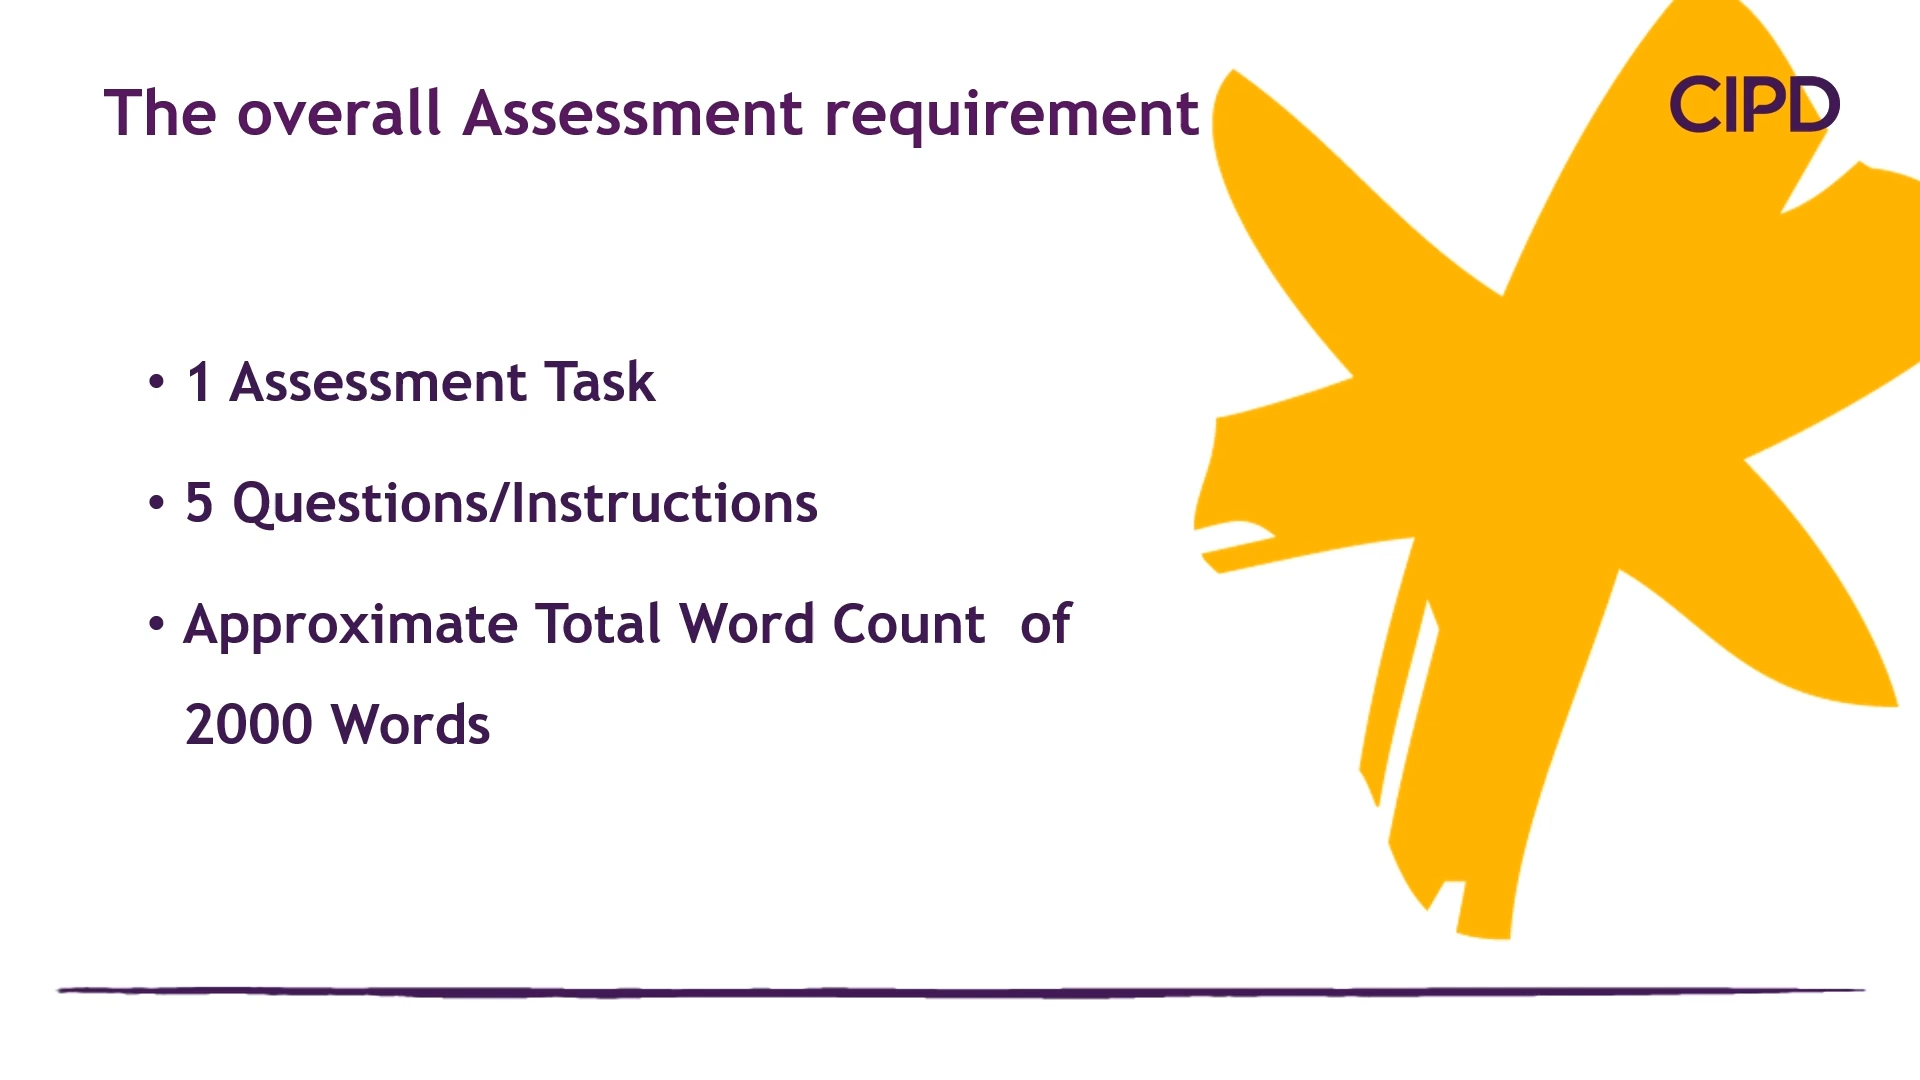 The overall Assessment requirement
CIPD
• 1 Assessment Task
• 5 Questions/Instructions
• Approximate Total Word Count  of
2000 Words